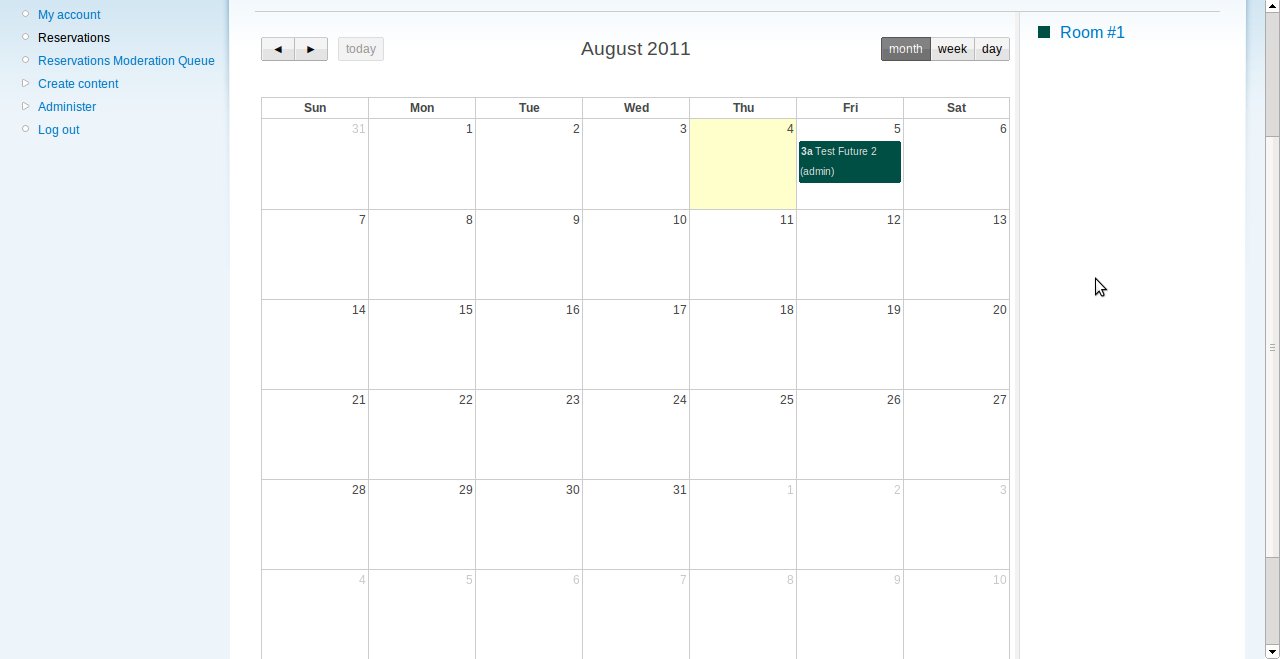 My account
Reservations
Reservations Moderation Queue
Create content
Administer
Log out
◄ ► today August 2011 month week day
Room #1
Sun Mon Tue Wed Thu Fri Sat
31 1 2 3 4 5 6
3a Test Future 2
(admin)
7 8 9 10 11 12 13
14 15 16 17 18 19 20
21 22 23 24 25 26 27
28 29 30 31 1 2 3
4 5 6 7 8 9 10